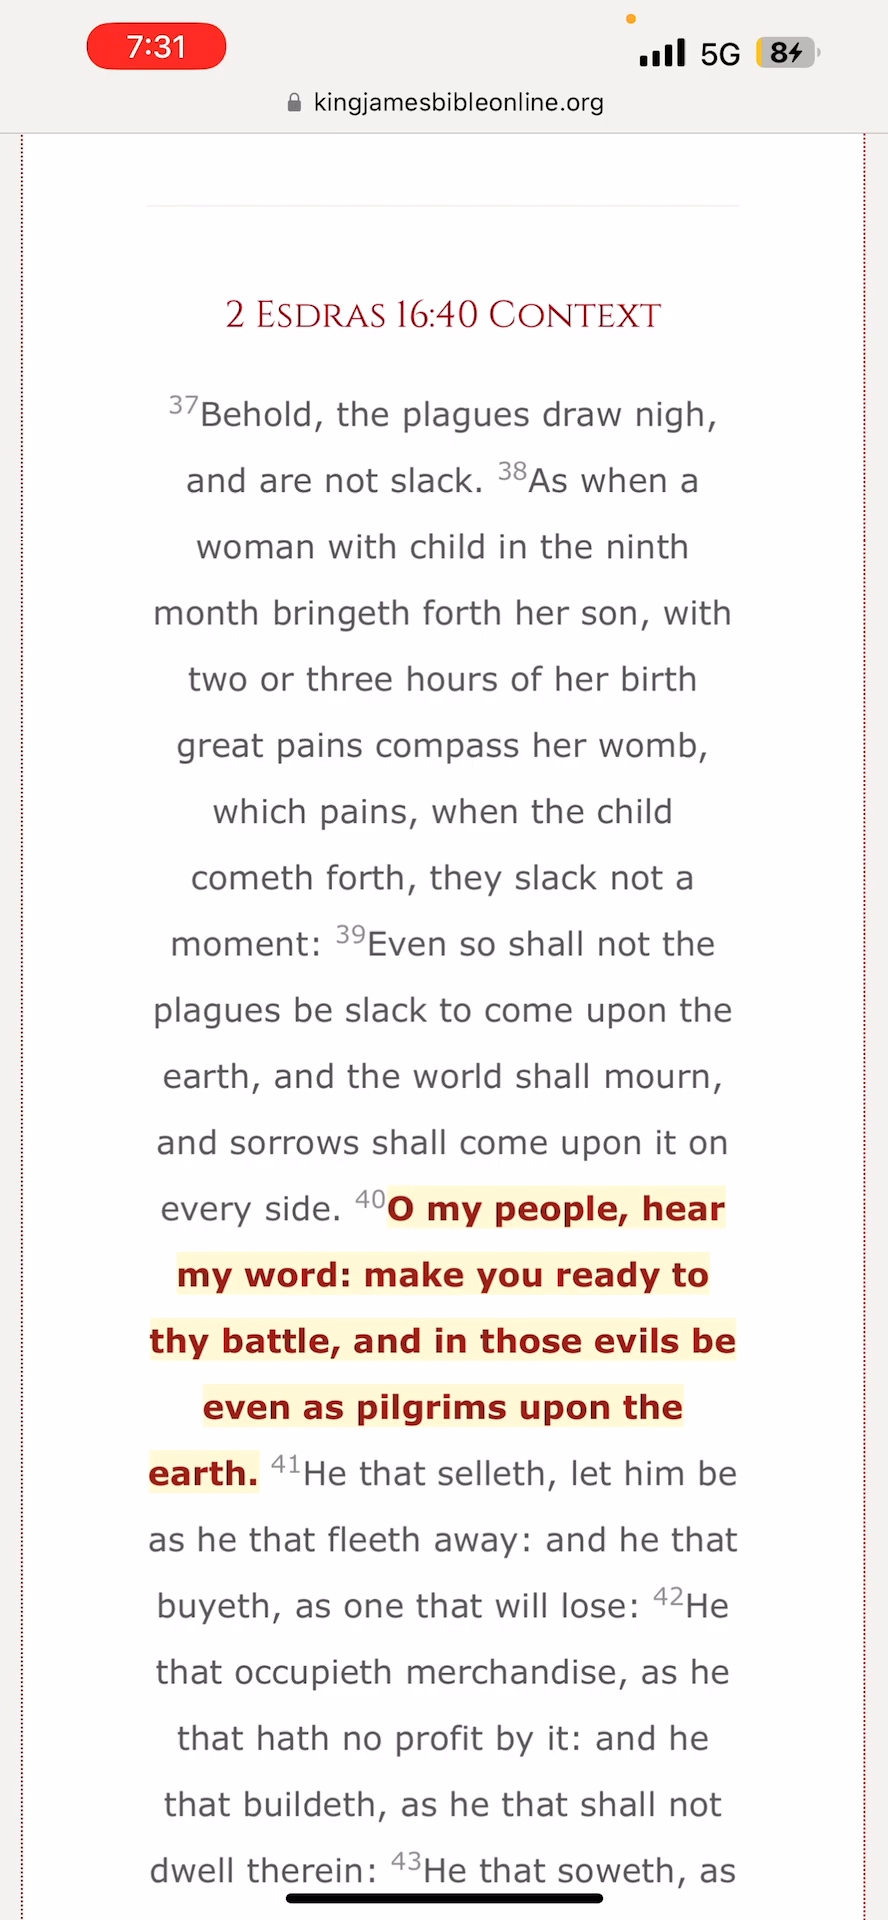 7:31
5G
8
kingjamesbibleonline.org
2 Esdras 16:40 Context
37Behold, the plagues draw nigh,
and are not slack. 38As when a
woman with child in the ninth
month bringeth forth her son, with
two or three hours of her birth
great pains compass her womb,
which pains, when the child
cometh forth, they slack not a
moment: 39Even so shall not the
plagues be slack to come upon the
earth, and the world shall mourn,
and sorrows shall come upon it on
every side. 40O my people, hear
my word: make you ready to
thy battle, and in those evils be
even as pilgrims upon the
earth. 41He that selleth, let him be
as he that fleeth away: and he that
buyeth, as one that will lose: 42He
that occupieth merchandise, as he
that hath no profit by it: and he
that buildeth, as he that shall not
dwell therein: 43He that soweth, as